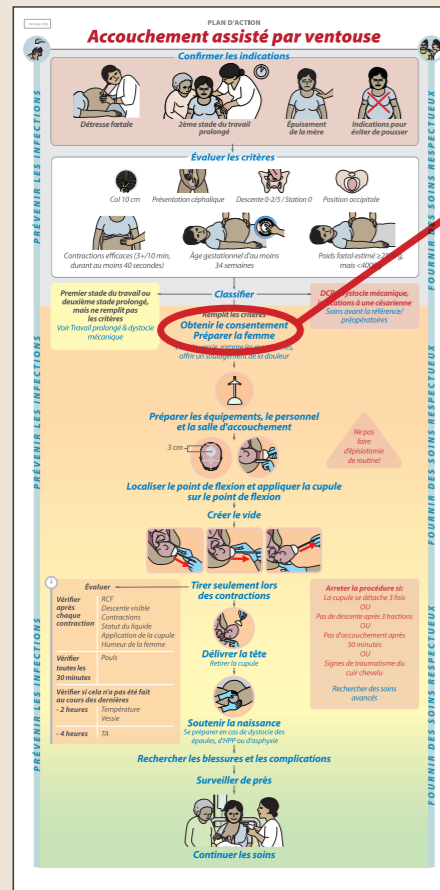 PLAN D'ACTION
Accouchement assisté par ventouse
PRÉVENIR LES INFECTIONS
FOURNIR DES SOINS RESPECTUEUX
Confirmer les indications
Détresse fœtale
2ème stade du travail
prolongé
Épuisement
de la mère
Indications pour
éviter de pousser
Évaluer les critères
Col 10 cm
Présentation céphalique
Descente 0-2/5 / Station 0
Position occipitale
Contractions efficaces (3+/10 min,
durant au moins 40 secondes)
Âge gestationnel d'au moins
34 semaines
Poids fœtal estimé
mais <4000
Premier stade du travail ou
deuxième stade prolongé,
mais ne remplit pas
les critères
Voir Travail prolongé & dystocie
mécanique
Classifier
Remplit les critères
Obtenir le consentement
Préparer la femme
offrir un soulagement de la douleur
dystocie mécanique,
indications à une césarienne
Soins avant la référence/
préopératoires
PRÉVENIR LES INFECTIONS
FOURNIR DES SOINS RESPECTUEUX
Préparer les équipements, le personnel
et la salle d'accouchement
3 cm
Ne pas
faire
d'épisiotomie
de routine!
Localiser le point de flexion et appliquer la cupule
sur le point de flexion
Créer le vide
Tirer seulement lors
des contractions
Évaluer
Vérifier
après
chaque
contraction
RCF
Descente visible
Contractions
Statut du liquide
Application de la cupule
Humeur de la femme
Vérifier
toutes les
30 minutes
Pouls
Vérifier si cela n'a pas été fait
au cours des dernières
- 2 heures
Température
Vessie
- 4 heures
TA
Arreter la procédure si:
La cupule se détache 3 fois
OU
Pas de descente après 3 tractions
OU
Pas d'accouchement après
30 minutes
OU
Signes de traumatisme du
cuir chevelu
Rechercher des soins
avancés
PRÉVENIR LES INFECTIONS
FOURNIR DES SOINS RESPECTUEUX
Délivrer la tête
Retirer la cupule
Soutenir la naissance
Se préparer en cas de dystocie des
épaules, d'HPP ou d'asphyxie
Rechercher les blessures et les complications
Surveiller de près
Continuer les soins